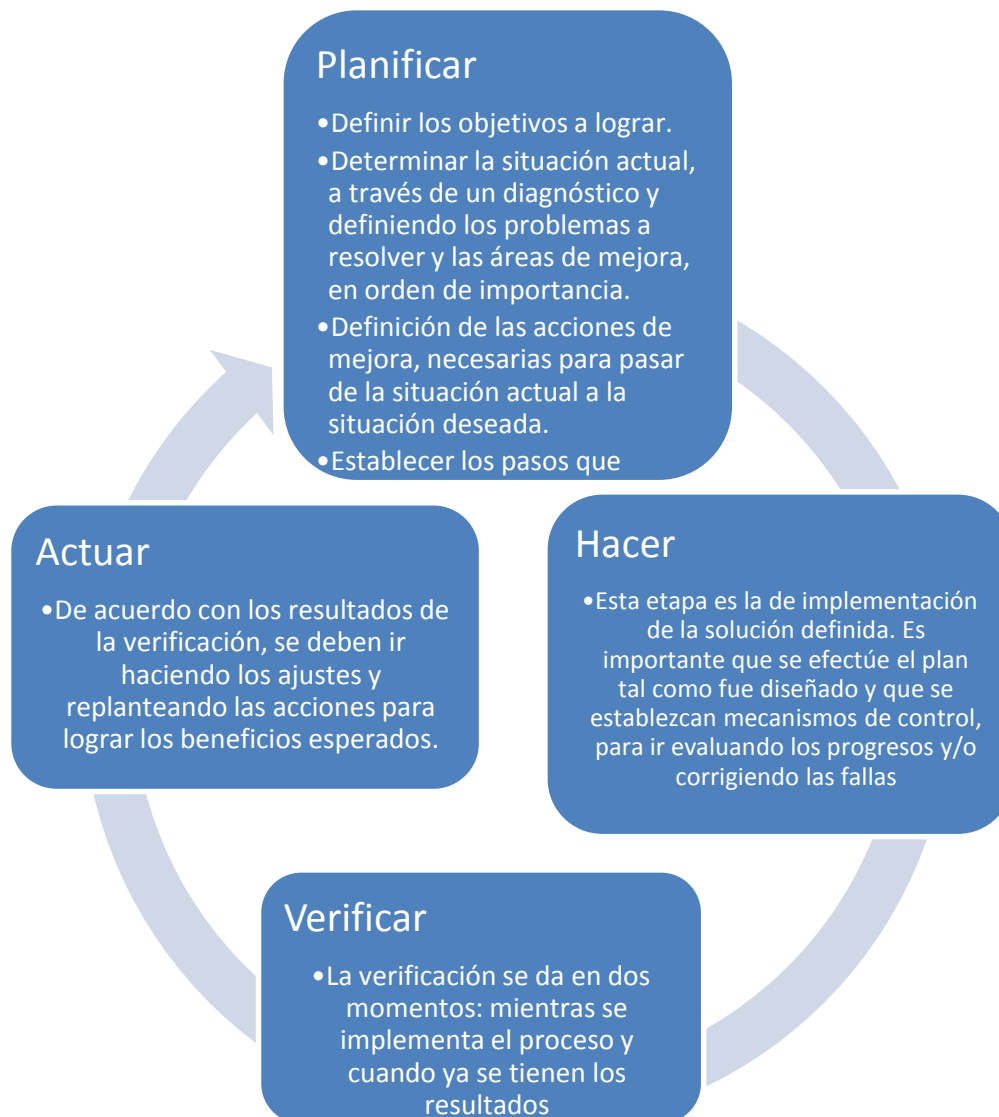 Planificar
•Definir los objetivos a lograr.
•Determinar la situación actual,
a través de un diagnóstico y
definiendo los problemas a
resolver y las áreas de mejora,
en orden de importancia.
•Definición de las acciones de
mejora, necesarias para pasar
de la situación actual a la
situación deseada.
•Establecer los pasos que
Hacer
•Esta etapa es la de implementación
de la solución definida. Es
importante que se efectúe el plan
tal como fue diseñado y que se
establezcan mecanismos de control,
para ir evaluando los progresos y/o
corrigiendo las fallas
Verificar
•La verificación se da en dos
momentos: mientras se
implementa el proceso y
cuando ya se tienen los
resultados
Actuar
•De acuerdo con los resultados de
la verificación, se deben ir
haciendo los ajustes y
replanteando las acciones para
lograr los beneficios esperados.